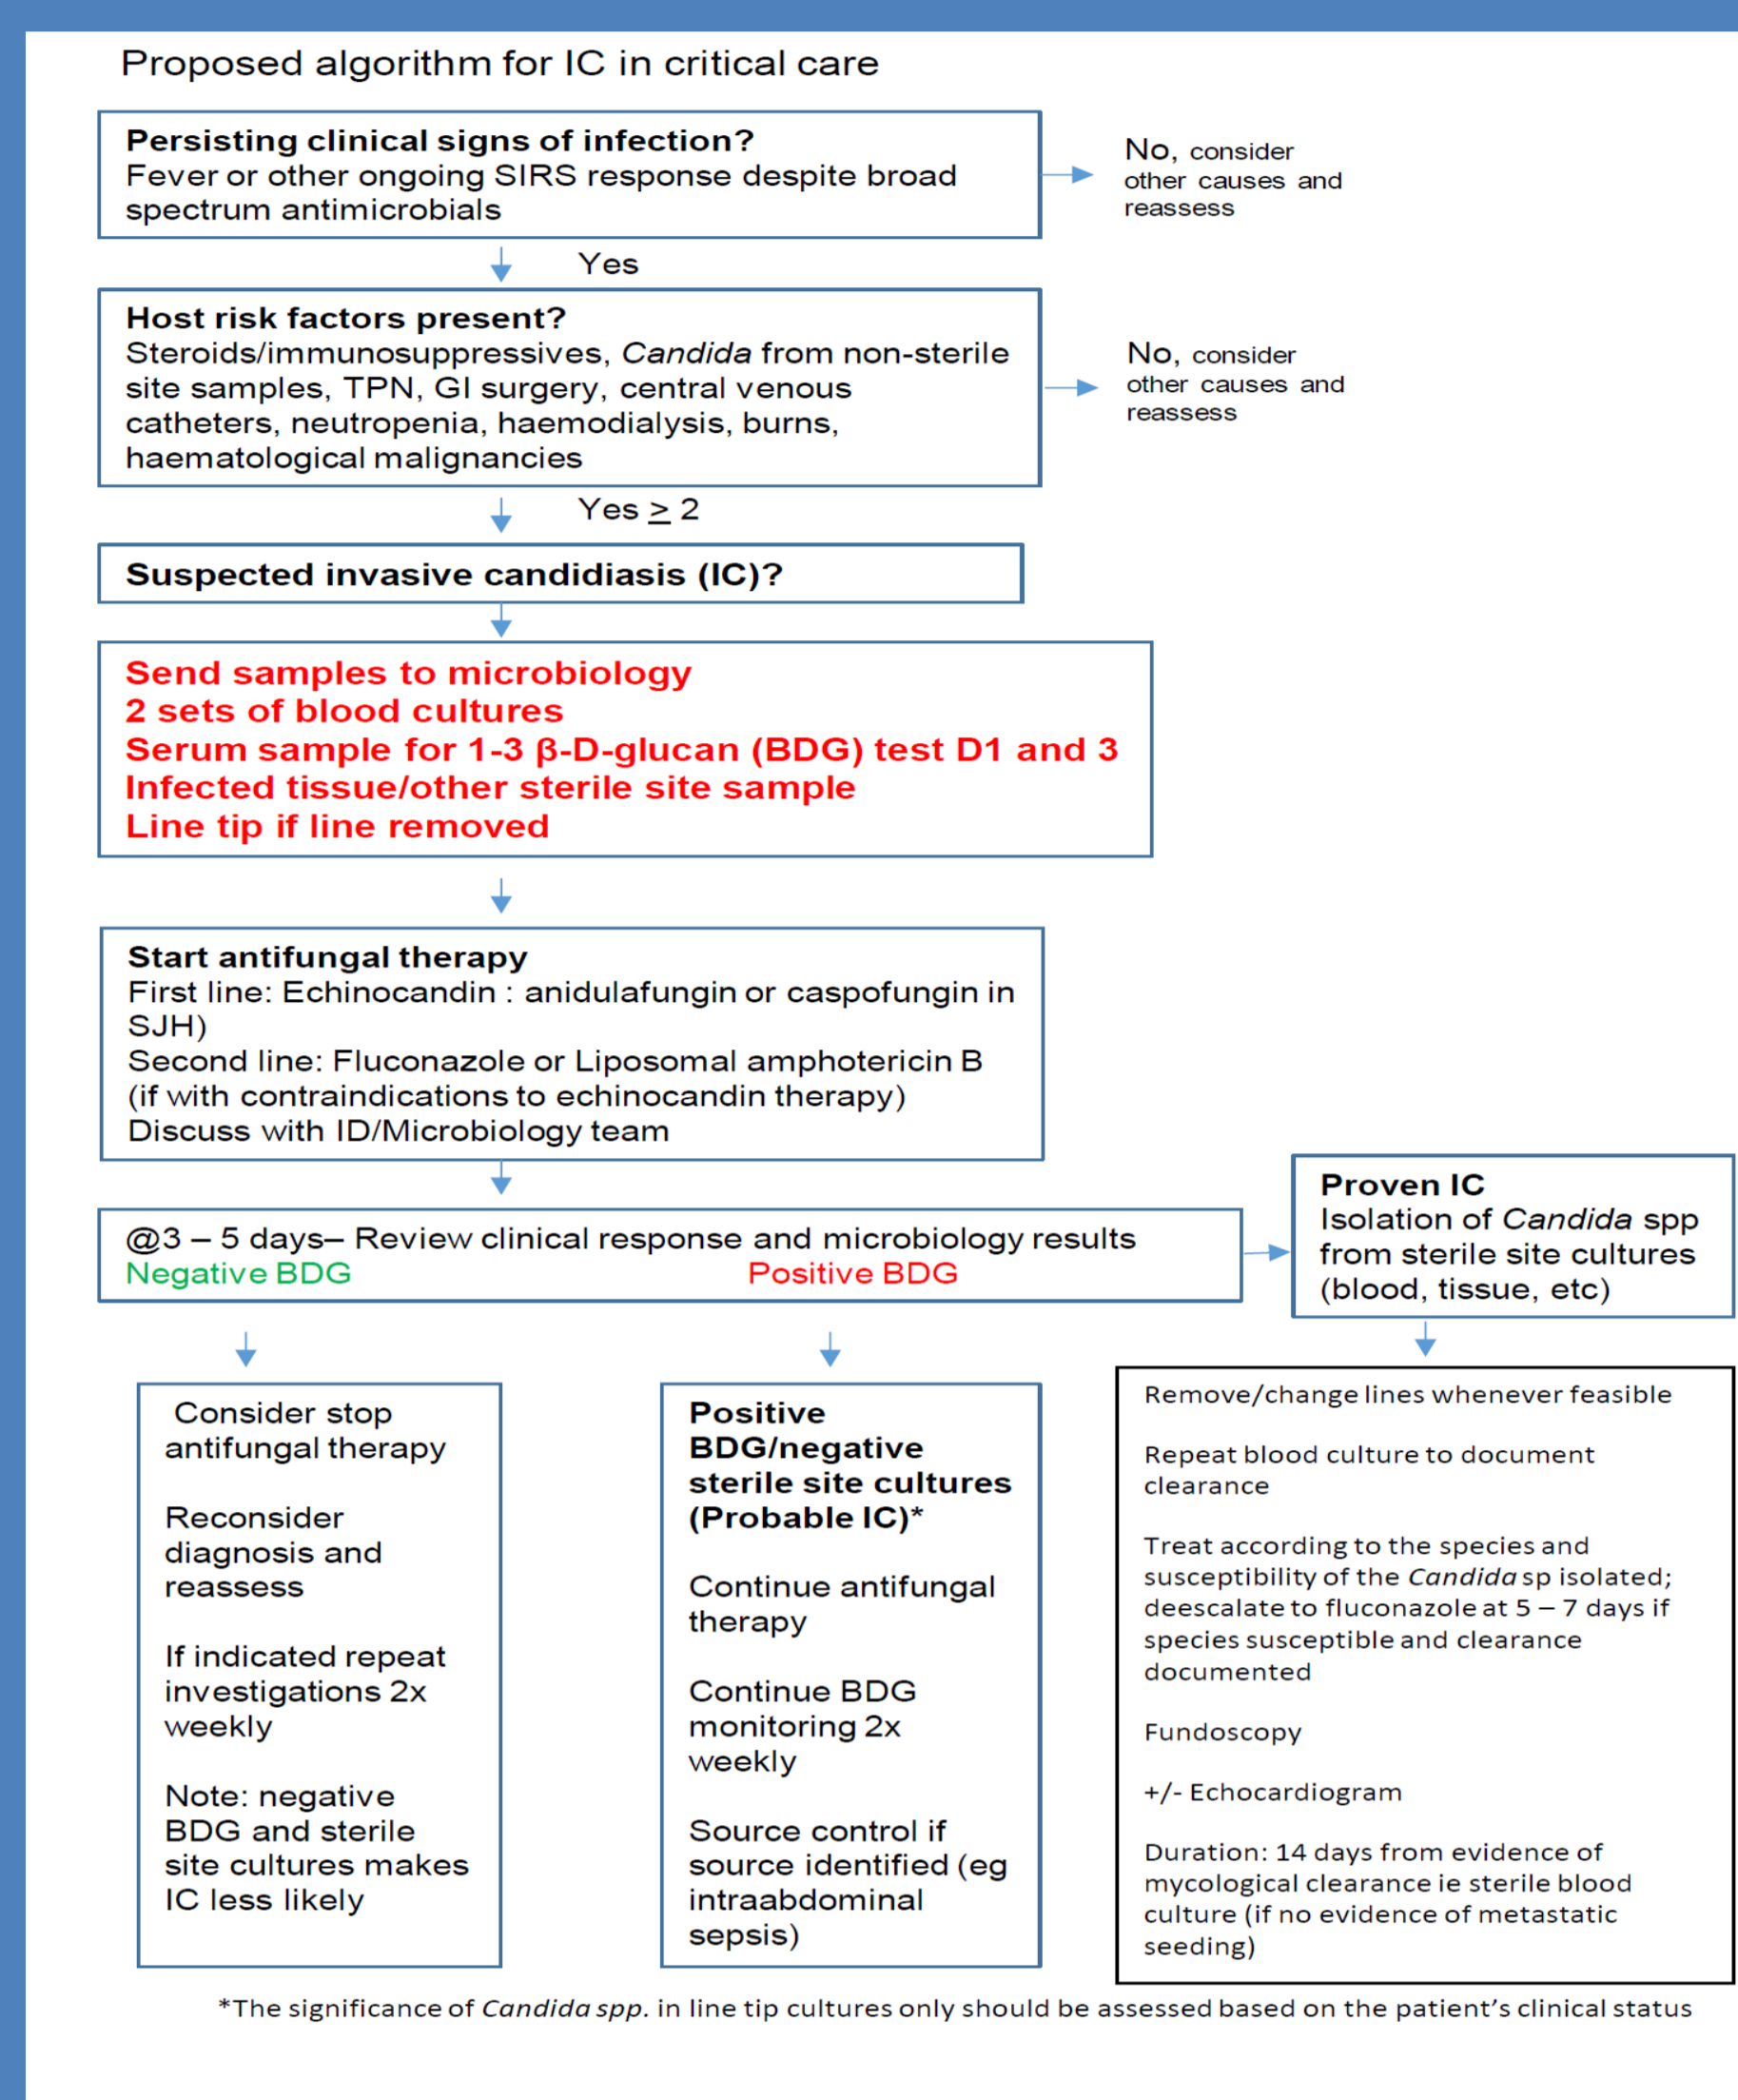 Proposed algorithm for IC in critical care
Persisting clinical signs of infection?
Fever or other ongoing SIRS response despite broad
spectrum antimicrobials
No, consider
other causes and
reassess
Yes
Host risk factors present?
Steroids/immunosuppressives, Candida from non-sterile
site samples, TPN, GI surgery, central venous
catheters, neutropenia, haemodialysis, burns,
haematological malignancies
No, consider
other causes and
reassess
Yes ≥ 2
Suspected invasive candidiasis (IC)?
Send samples to microbiology
2 sets of blood cultures
Serum sample for 1-3 β-D-glucan (BDG) test D1 and 3
Infected tissue/other sterile site sample
Line tip if line removed
Start antifungal therapy
First line: Echinocandin : anidulafungin or caspofungin in
SJH)
Second line: Fluconazole or Liposomal amphotericin B
(if with contraindications to echinocandin therapy)
Discuss with ID/Microbiology team
@3 – 5 days– Review clinical response and microbiology results
Negative BDG Positive BDG
Proven IC
Isolation of Candida spp
from sterile site cultures
(blood, tissue, etc)
Consider stop
antifungal therapy
Reconsider
diagnosis and
reassess
If indicated repeat
investigations 2x
weekly
Note: negative
BDG and sterile
site cultures makes
IC less likely
Positive
BDG/negative
sterile site cultures
(Probable IC)*
Continue antifungal
therapy
Continue BDG
monitoring 2x
weekly
Source control if
source identified (eg
intraabdominal
sepsis)
Remove/change lines whenever feasible
Repeat blood culture to document
clearance
Treat according to the species and
susceptibility of the Candida sp isolated;
deescalate to fluconazole at 5 – 7 days if
species susceptible and clearance
documented
Fundoscopy
+/- Echocardiogram
Duration: 14 days from evidence of
mycological clearance ie sterile blood
culture (if no evidence of metastatic
seeding)
*The significance of Candida spp. in line tip cultures only should be assessed based on the patient's clinical status